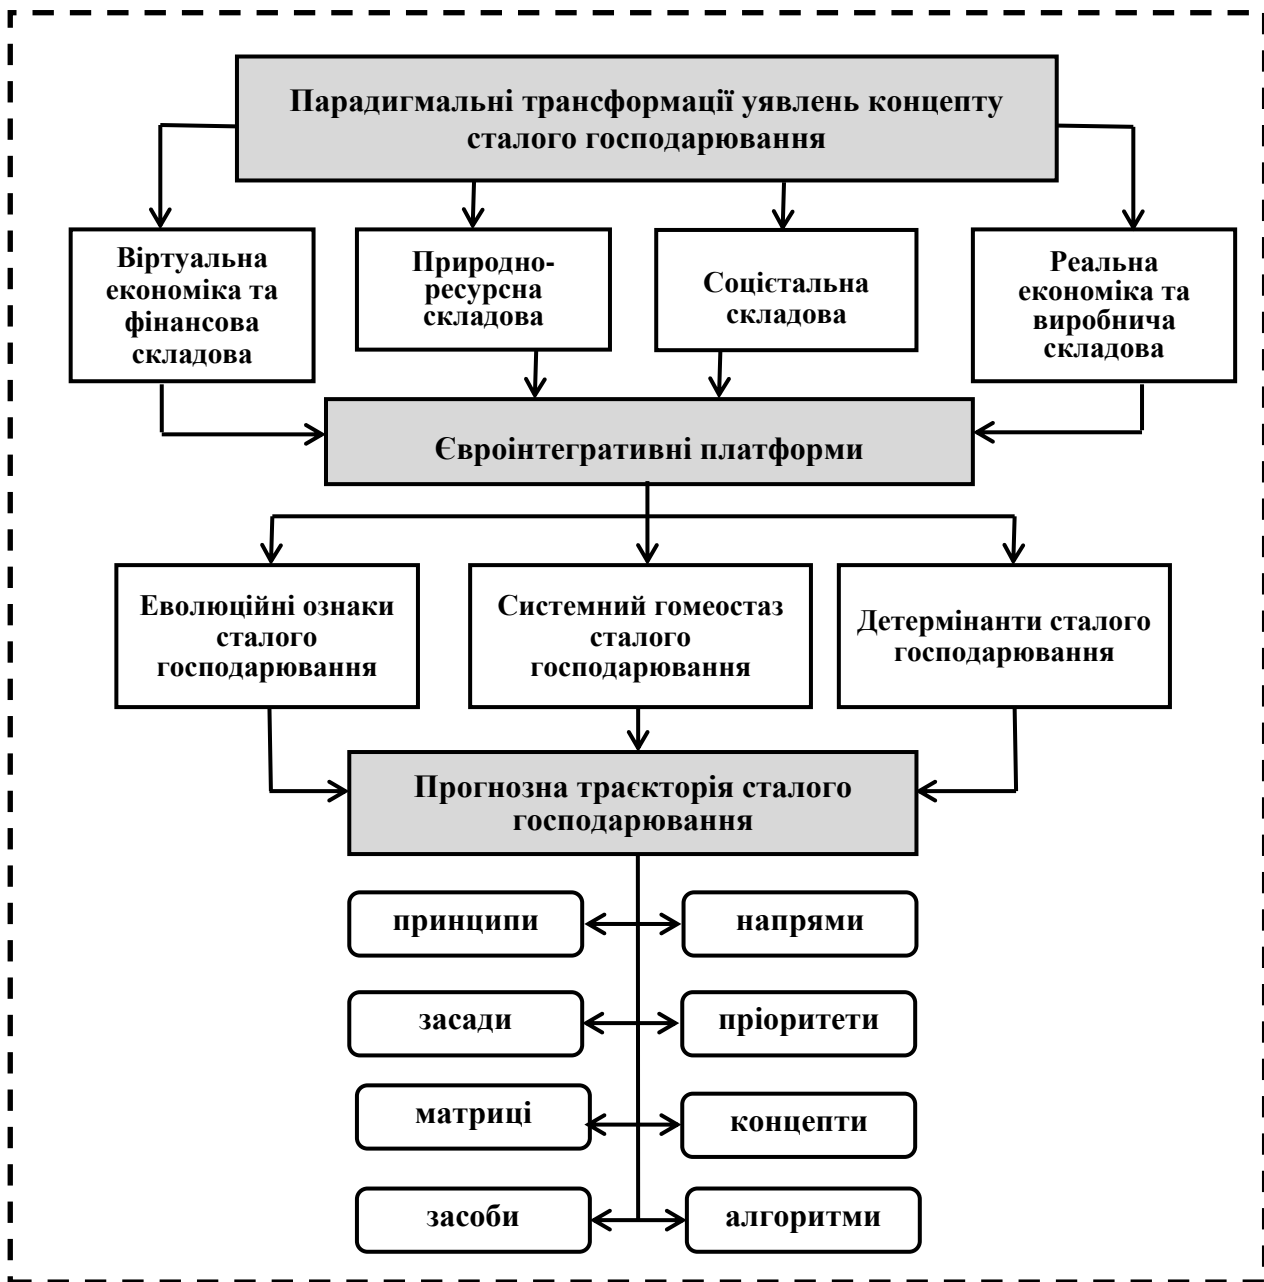 Парадигмальні трансформації уявлень концепту
сталого господарювання
Віртуальна
економіка та
фінансова
складова
Природно-
ресурсна
складова
Соцієтальна
складова
Реальна
економіка та
виробнича
складова
Євроінтегративні платформи
Еволюційні ознаки
сталого
господарювання
Системний гомеостаз
сталого
господарювання
Детермінанти сталого
господарювання
Прогнозна траєкторія сталого
господарювання
принципи
напрями
засади
пріоритети
матриці
концепти
засоби
алгоритми